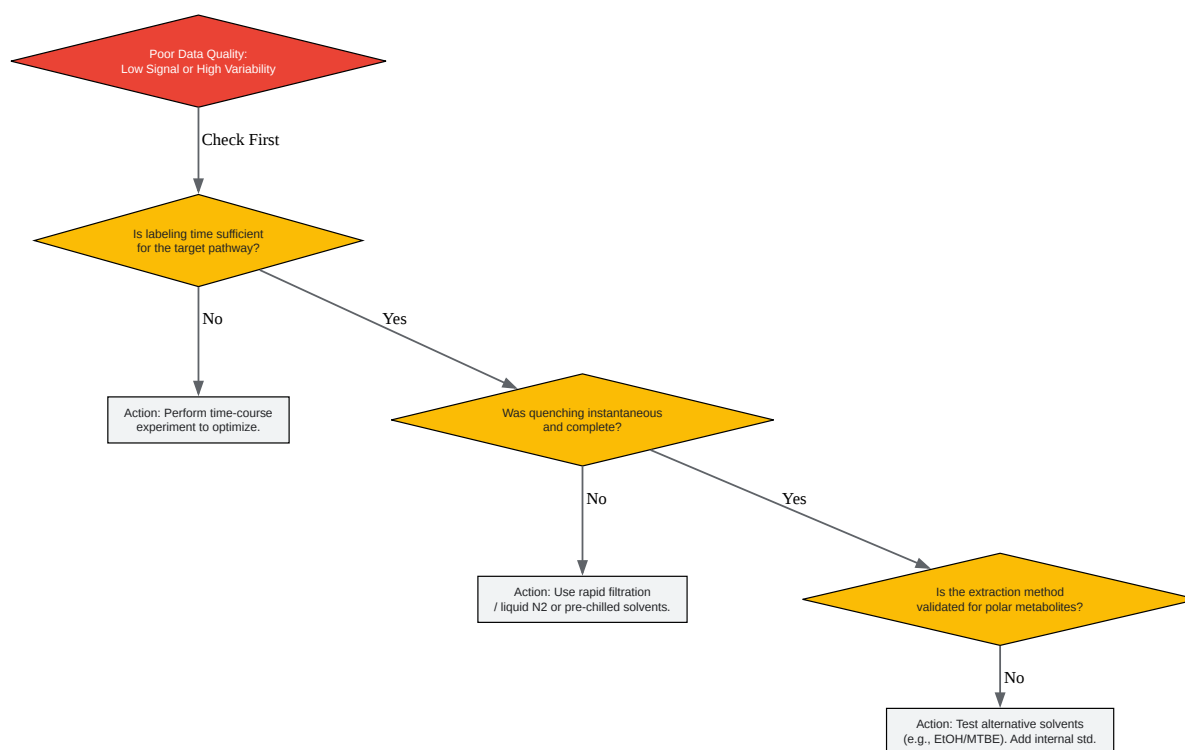 Poor Data Quality:
Low Signal or High Variability
Check First
Is labeling time sufficient
for the target pathway?
No
Yes
Action: Perform time-course
experiment to optimize.
Was quenching instantaneous
and complete?
No
Yes
Action: Use rapid filtration
/ liquid N2 or pre-chilled solvents.
Is the extraction method
validated for polar metabolites?
No
Action: Test alternative solvents
(e.g., EtOH/MTBE). Add internal std.